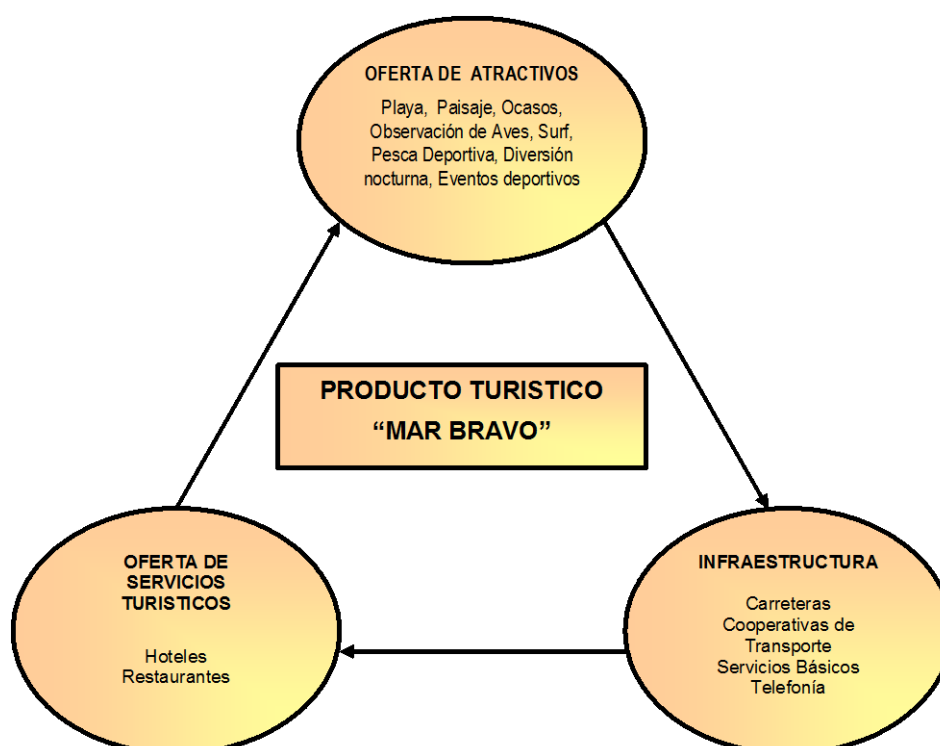 OFERTA DE ATRACTIVOS
Playa, Paisaje, Ocasos,
Observación de Aves, Surf,
Pesca Deportiva, Diversión
nocturna, Eventos deportivos
PRODUCTO TURISTICO
“MAR BRAVO”
OFERTA DE
SERVICIOS
TURISTICOS
Hoteles
Restaurantes
INFRAESTRUCTURA
Carreteras
Cooperativas de
Transporte
Servicios Básicos
Telefonía